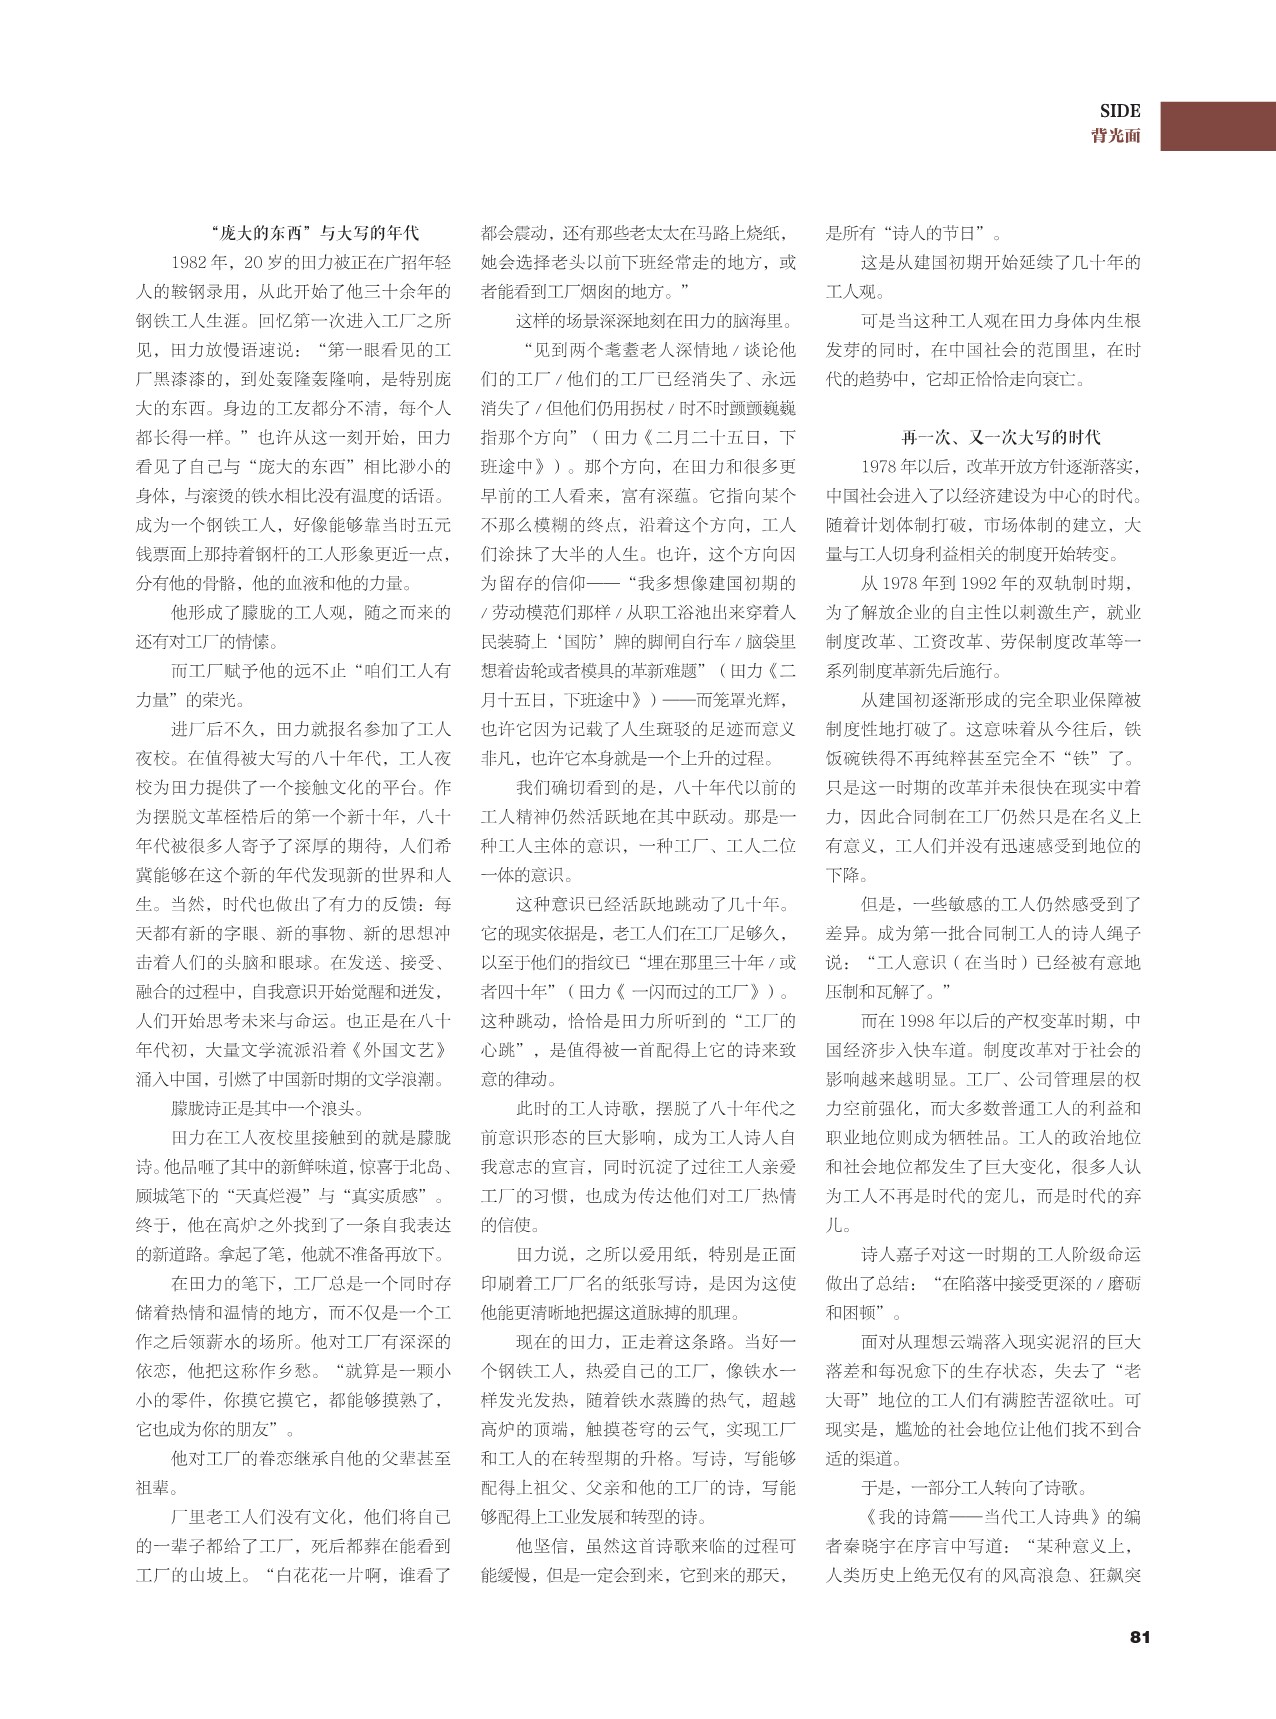 SIDE
背光面
“庞大的东西”与大写的年代
1982 年，20 岁的田力被正在广招年轻
人的鞍钢录用，从此开始了他三十余年的
钢铁工人生涯。回忆第一次进入工厂之所
见，田力放慢语速说：“第一眼看见的工
厂黑漆漆的，到处轰隆轰隆响，是特别庞
大的东西。身边的工友都分不清，每个人
都长得一样。”也许从这一刻开始，田力
看见了自己与“庞大的东西”相比渺小的
身体，与滚烫的铁水相比没有温度的话语。
成为一个钢铁工人，好像能够靠当时五元
钱票面上那持着钢杆的工人形象更近一点，
分有他的骨骼，他的血液和他的力量。
他形成了朦胧的工人观，随之而来的
还有对工厂的情愫。
而工厂赋予他的远不止“咱们工人有
力量”的荣光。
进厂后不久，田力就报名参加了工人
夜校。在值得被大写的八十年代，工人夜
校为田力提供了一个接触文化的平台。作
为摆脱文革桎梏后的第一个新十年，八十
年代被很多人寄予了深厚的期待，人们希
冀能够在这个新的年代发现新的世界和人
生。当然，时代也做出了有力的反馈：每
天都有新的字眼、新的事物、新的思想冲
击着人们的头脑和眼球。在发送、接受、
融合的过程中，自我意识开始觉醒和迸发，
人们开始思考未来与命运。也正是在八十
年代初，大量文学流派沿着《外国文艺》
涌入中国，引燃了中国新时期的文学浪潮。
朦胧诗正是其中一个浪头。
田力在工人夜校里接触到的就是朦胧
诗。他品咂了其中的新鲜味道，惊喜于北岛、
顾城笔下的“天真烂漫”与“真实质感”。
终于，他在高炉之外找到了一条自我表达
的新道路。拿起了笔，他就不准备再放下。
在田力的笔下，工厂总是一个同时存
储着热情和温情的地方，而不仅是一个工
作之后领薪水的场所。他对工厂有深深的
依恋，他把这称作乡愁。“就算是一颗小
小的零件，你摸它摸它，都能够摸熟了，
它也成为你的朋友”。
他对工厂的眷恋继承自他的父辈甚至
祖辈。
厂里老工人们没有文化，他们将自己
的一辈子都给了工厂，死后都葬在能看到
工厂的山坡上。“白花花一片啊，谁看了
都会震动，还有那些老太太在马路上烧纸，
她会选择老头以前下班经常走的地方，或
者能看到工厂烟囱的地方。”
这样的场景深深地刻在田力的脑海里。
“见到两个耄耋老人深情地 / 谈论他
们的工厂 / 他们的工厂已经消失了、永远
消失了 / 但他们仍用拐杖 / 时不时颤颤巍巍
指那个方向”（田力《二月二十五日，下
班途中》）。那个方向，在田力和很多更
早前的工人看来，富有深蕴。它指向某个
不那么模糊的终点，沿着这个方向，工人
们涂抹了大半的人生。也许，这个方向因
为留存的信仰——“我多想像建国初期的
/ 劳动模范们那样 / 从职工浴池出来穿着人
民装骑上‘国防’牌的脚闸自行车 / 脑袋里
想着齿轮或者模具的革新难题”（田力《二
月十五日，下班途中》）——而笼罩光辉，
也许它因为记载了人生斑驳的足迹而意义
非凡，也许它本身就是一个上升的过程。
我们确切看到的是，八十年代以前的
工人精神仍然活跃地在其中跃动。那是一
种工人主体的意识，一种工厂、工人二位
一体的意识。
这种意识已经活跃地跳动了几十年。
它的现实依据是，老工人们在工厂足够久，
以至于他们的指纹已“埋在那里三十年 / 或
者四十年”（田力《一闪而过的工厂》）。
这种跳动，恰恰是田力所听到的“工厂的
心跳”，是值得被一首配得上它的诗来致
意的律动。
此时的工人诗歌，摆脱了八十年代之
前意识形态的巨大影响，成为工人诗人自
我意志的宣言，同时沉淀了过往工人亲爱
工厂的习惯，也成为传达他们对工厂热情
的信使。
田力说，之所以爱用纸，特别是正面
印刷着工厂厂名的纸张写诗，是因为这使
他能更清晰地把握这道脉搏的肌理。
现在的田力，正走着这条路。当好一
个钢铁工人，热爱自己的工厂，像铁水一
样发光发热，随着铁水蒸腾的热气，超越
高炉的顶端，触摸苍穹的云气，实现工厂
和工人的在转型期的升格。写诗，写能够
配得上祖父、父亲和他的工厂的诗，写能
够配得上工业发展和转型的诗。
他坚信，虽然这首诗歌来临的过程可
能缓慢，但是一定会到来，它到来的那天，
是所有“诗人的节日”。
这是从建国初期开始延续了几十年的
工人观。
可是当这种工人观在田力身体内生根
发芽的同时，在中国社会的范围里，在时
代的趋势中，它却正恰恰走向衰亡。
再一次、又一次大写的时代
1978 年以后，改革开放方针逐渐落实，
中国社会进入了以经济建设为中心的时代。
随着计划体制打破，市场体制的建立，大
量与工人切身利益相关的制度开始转变。
从 1978 年到 1992 年的双轨制时期，
为了解放企业的自主性以刺激生产，就业
制度改革、工资改革、劳保制度改革等一
系列制度革新先后施行。
从建国初逐渐形成的完全职业保障被
制度性地打破了。这意味着从今往后，铁
饭碗铁得不再纯粹甚至完全不“铁”了。
只是这一时期的改革并未很快在现实中着
力，因此合同制在工厂仍然只是在名义上
有意义，工人们并没有迅速感受到地位的
下降。
但是，一些敏感的工人仍然感受到了
差异。成为第一批合同制工人的诗人绳子
说：“工人意识（在当时）已经被有意地
压制和瓦解了。”
而在 1998 年以后的产权变革时期，中
国经济步入快车道。制度改革对于社会的
影响越来越明显。工厂、公司管理层的权
力空前强化，而大多数普通工人的利益和
职业地位则成为牺牲品。工人的政治地位
和社会地位都发生了巨大变化，很多人认
为工人不再是时代的宠儿，而是时代的弃
儿。
诗人嘉子对这一时期的工人阶级命运
做出了总结：“在陷落中接受更深的 / 磨砺
和困顿”。
面对从理想云端落入现实泥沼的巨大
落差和每况愈下的生存状态，失去了“老
大哥”地位的工人们有满腔苦涩欲吐。可
现实是，尴尬的社会地位让他们找不到合
适的渠道。
于是，一部分工人转向了诗歌。
《我的诗篇——当代工人诗典》的编
者秦晓宇在序言中写道：“某种意义上，
人类历史上绝无仅有的风高浪急、狂飙突
81